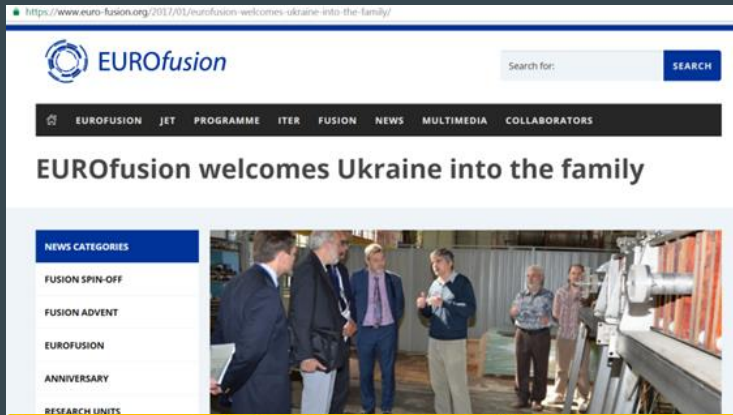 https://www.euro-fusion.org/2017/01/eurofusion-welcomes-ukraine-into-the-family/
EUROfusion
Search for:
SEARCH
EUROFUSION JET PROGRAMME ITER FUSION NEWS MULTIMEDIA COLLABORATORS
EUROfusion welcomes Ukraine into the family
NEWS CATEGORIES
FUSION SPIN-OFF
FUSION ADVENT
EUROFUSION
ANNIVERSARY
RESEARCH UNITS